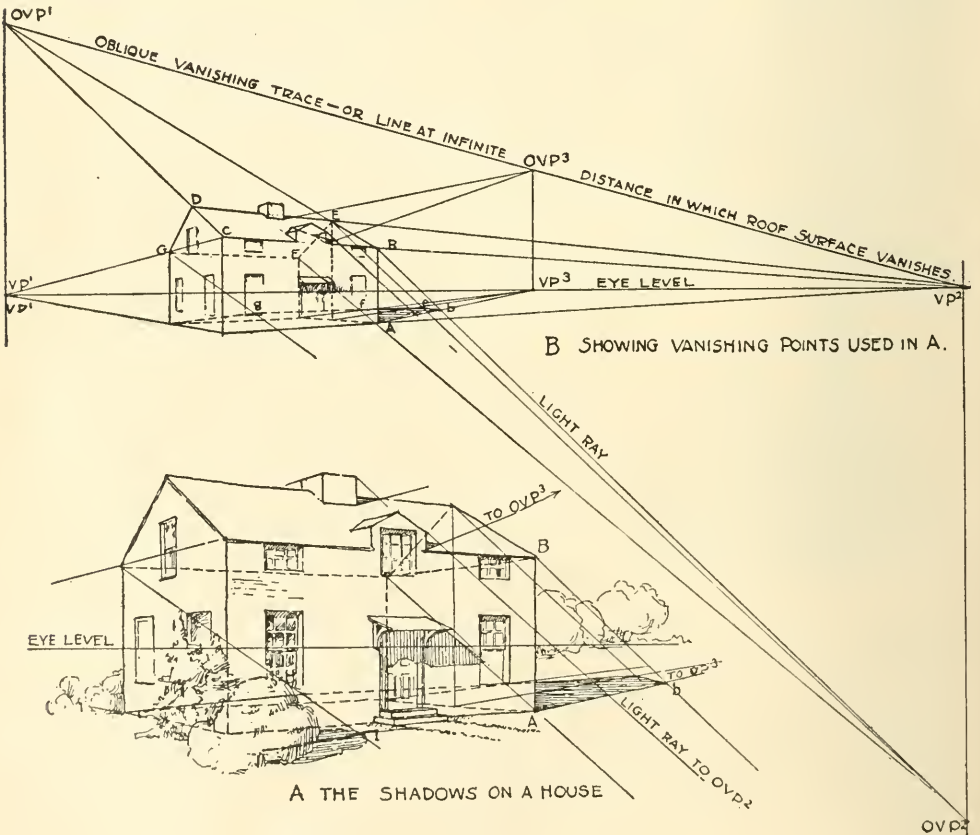 OVP¹
OBLIQUE VANISHING TRACE—OR LINE AT INFINITE
OVP³
DISTANCE IN WHICH ROOF SURFACE VANISHES.
D
E
G
C
F
B
VP¹
VP¹
VP³
EYE LEVEL
VP²
g
f
e
b
A
B SHOWING VANISHING POINTS USED IN A.
LIGHT RAY
TO OVP³
B
EYE LEVEL
b
A
LIGHT RAY TO OVP²
A THE SHADOWS ON A HOUSE
OVP²